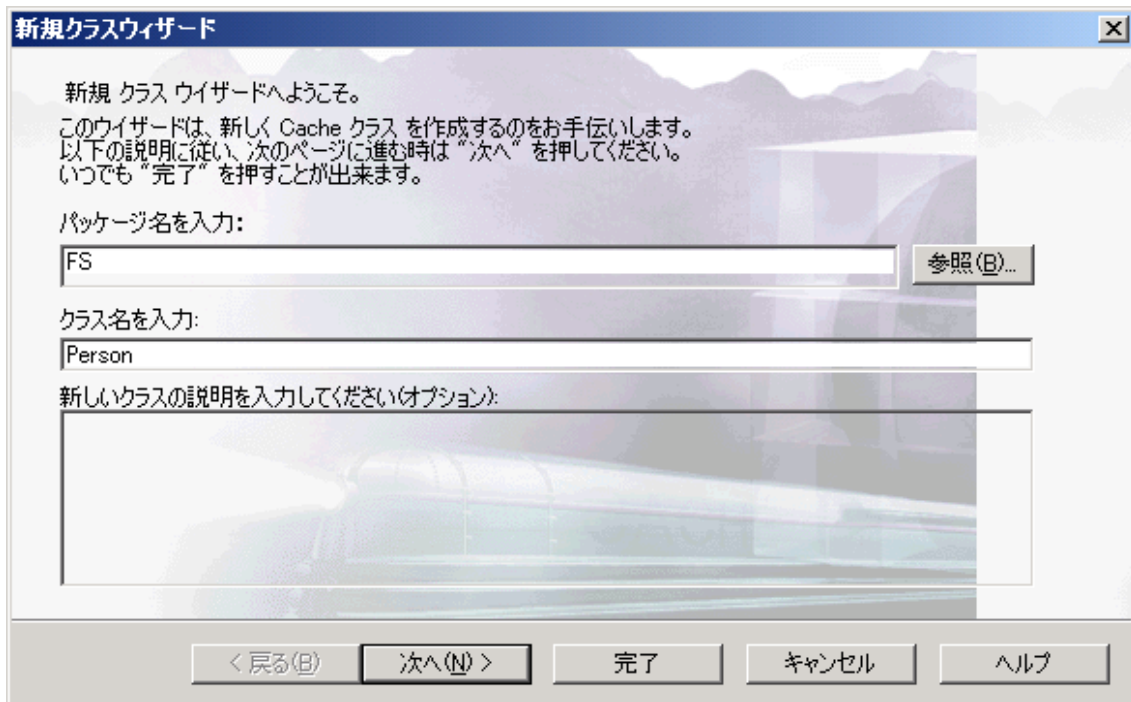 新規クラスウィザード
新規 クラス ウイザードへようこそ。
このウイザードは、新しく Cache クラス を作成するのをお手伝いします。
以下の説明に従い、次のページに進む時は "次へ" を押してください。
いつでも "完了" を押すことが出来ます。
パッケージ名を入力:
FS
参照(B)...
クラス名を入力:
Person
新しいクラスの説明を入力してください(オプション):
< 戻る(B)
次へ(N) >
完了
キャンセル
ヘルプ